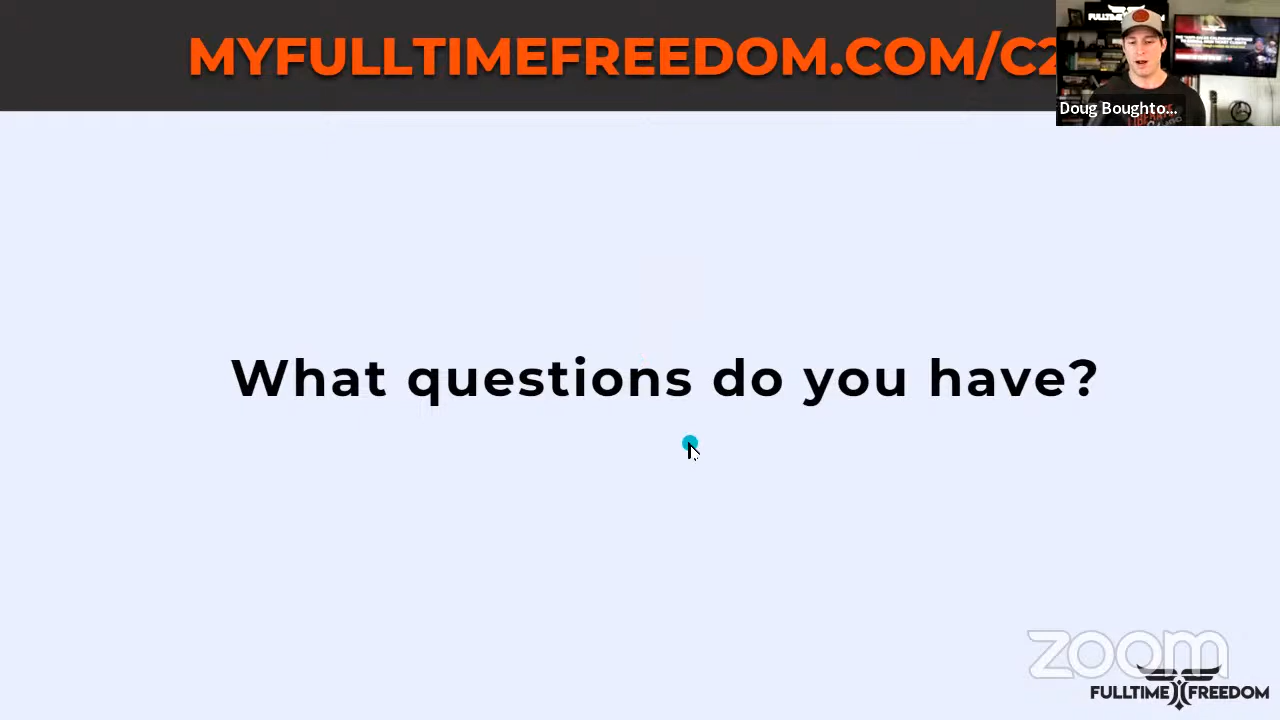 MYFULLTIMEFREEDOM.COM/C2
Doug Boughto...
What questions do you have?
zoom
FULLTIME FREEDOM